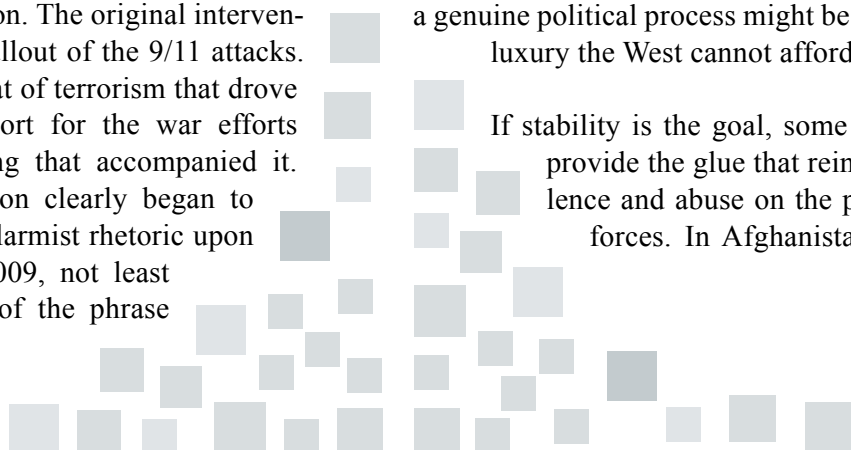 on. The original interven-
allout of the 9/11 attacks.
at of terrorism that drove
ort for the war efforts
ng that accompanied it.
on clearly began to
larmist rhetoric upon
009, not least
of the phrase
a genuine political process might be
luxury the West cannot afford
If stability is the goal, some
provide the glue that rein
lence and abuse on the p
forces. In Afghanista